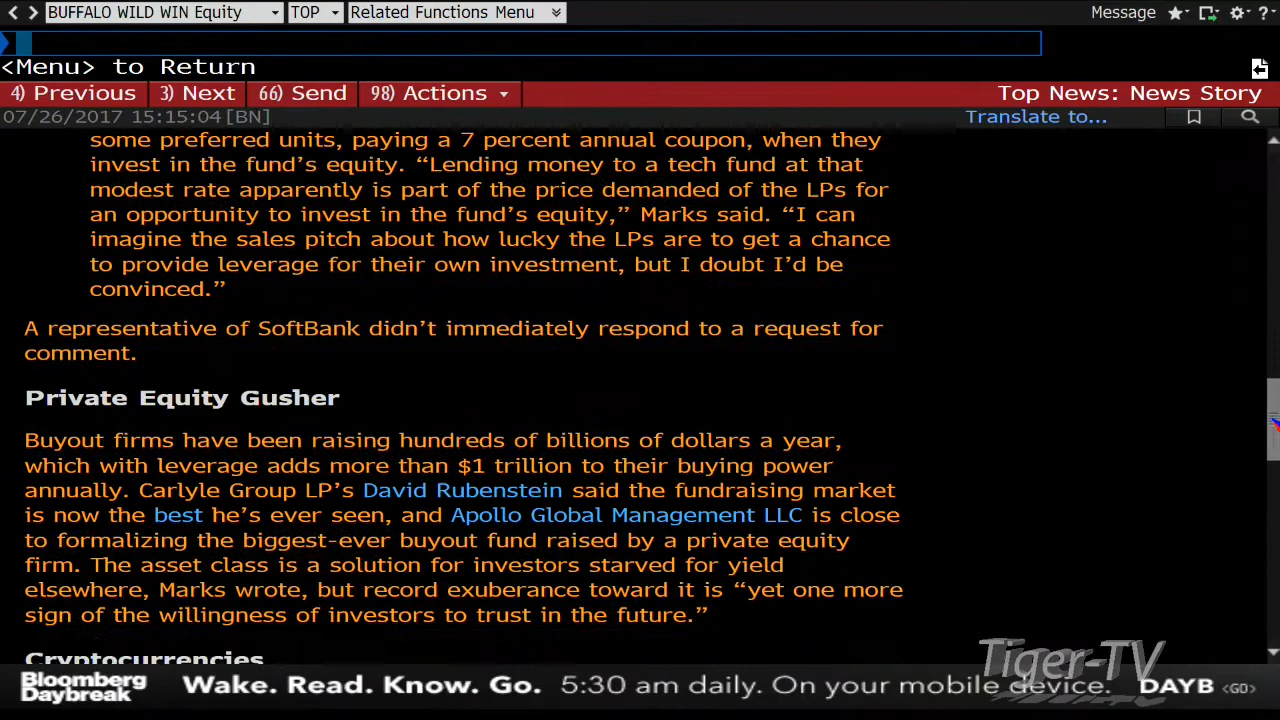 BUFFALO WILD WIN Equity TOP Related Functions Menu Message ?
<Menu> to Return
4) Previous 3) Next 66) Send 98) Actions Top News: News Story
07/26/2017 15:15:04[BN] Translate to...
some preferred units, paying a 7 percent annual coupon, when they
invest in the fund’s equity. “Lending money to a tech fund at that
modest rate apparently is part of the price demanded of the LPs for
an opportunity to invest in the fund’s equity,” Marks said. “I can
imagine the sales pitch about how lucky the LPs are to get a chance
to provide leverage for their own investment, but I doubt I’d be
convinced.”
A representative of SoftBank didn’t immediately respond to a request for
comment.
Private Equity Gusher
Buyout firms have been raising hundreds of billions of dollars a year,
which with leverage adds more than $1 trillion to their buying power
annually. Carlyle Group LP’s David Rubenstein said the fundraising market
is now the best he’s ever seen, and Apollo Global Management LLC is close
to formalizing the biggest-ever buyout fund raised by a private equity
firm. The asset class is a solution for investors starved for yield
elsewhere, Marks wrote, but record exuberance toward it is “yet one more
sign of the willingness of investors to trust in the future.”
Cryptocurrencies
Tiger-TV
Bloomberg
Daybreak
Wake. Read. Know. Go. 5:30 am daily. On your mobile device. DAYB <GO>